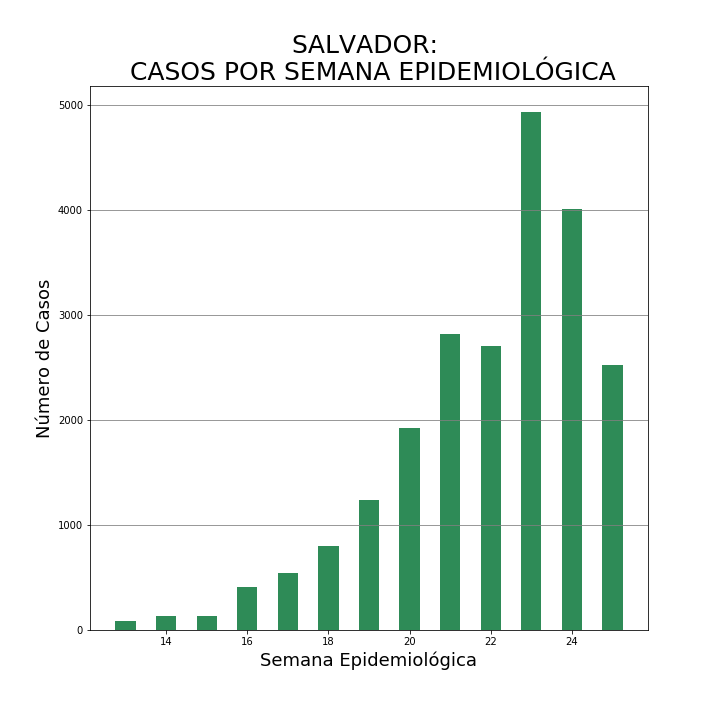 SALVADOR:
CASOS POR SEMANA EPIDEMIOLÓGICA
5000
4000
3000
2000
1000
0
Número de Casos
14 16 18 20 22 24
Semana Epidemiológica